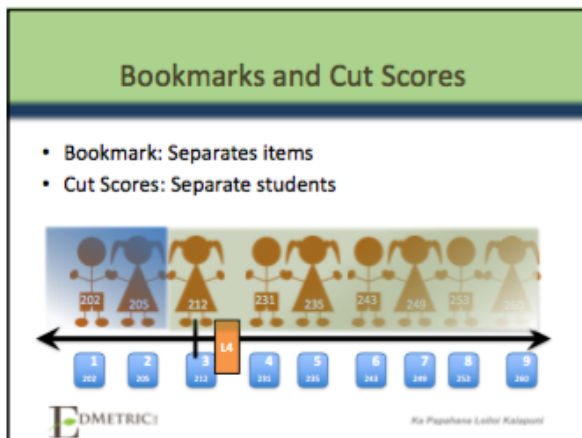 Bookmarks and Cut Scores
• Bookmark: Separates items
• Cut Scores: Separate students
202 205 212 231 235 243 249 253 260
L4
1 2 3 4 5 6 7 8 9
202 205 212 231 235 243 249 253 260
EDMETRIC
Ka Papahana Loiloi Kaiapuni